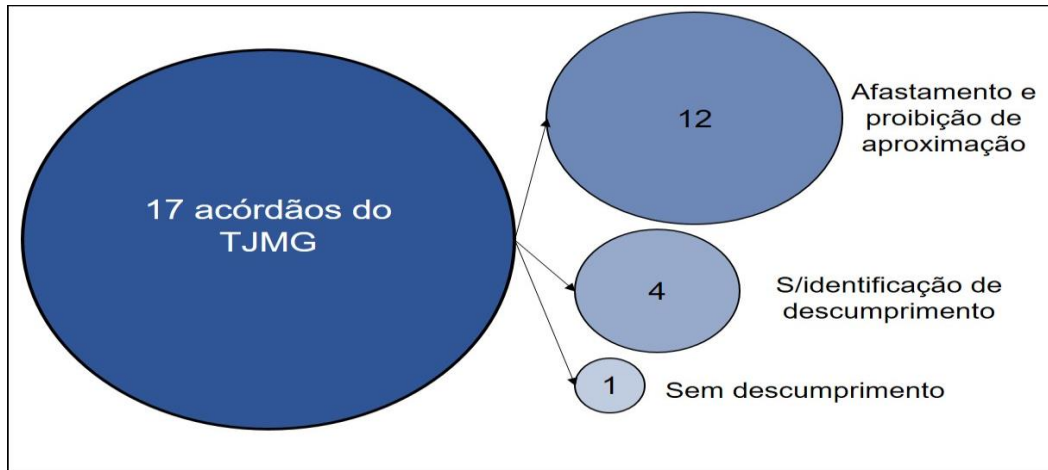 17 acórdãos do
TJMG
12
Afastamento e
proibição de
aproximação
4
S/identificação de
descumprimento
1
Sem descumprimento